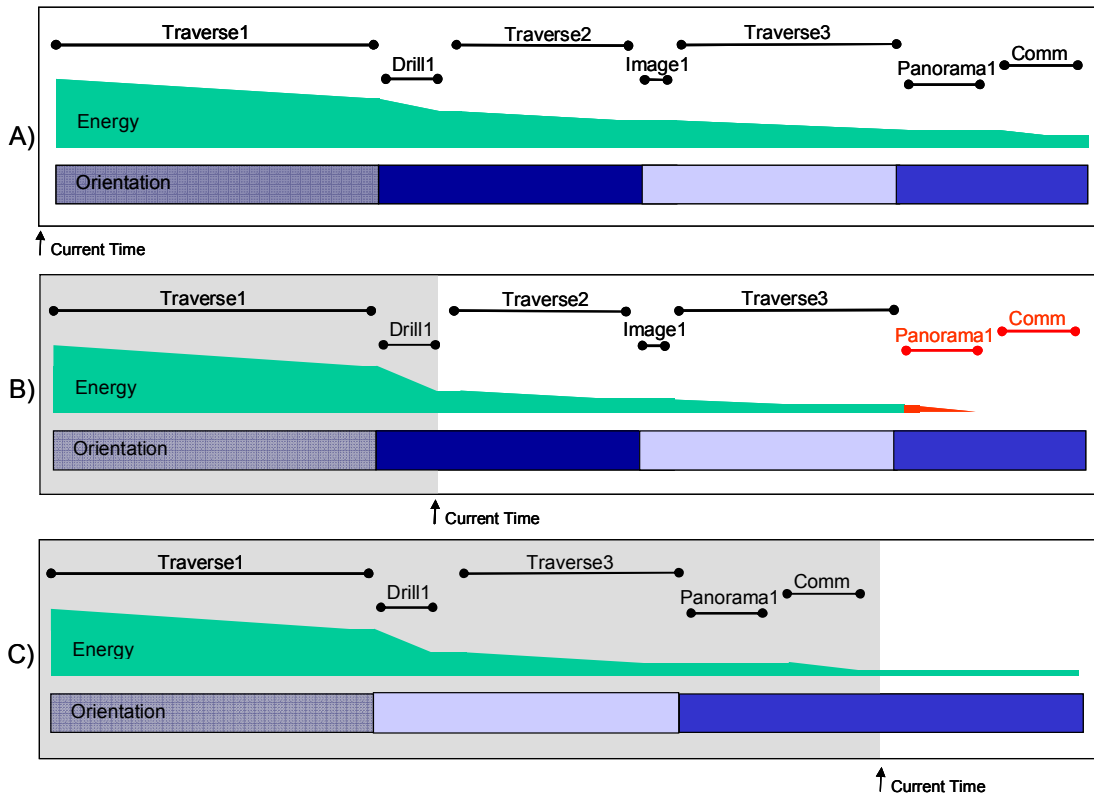 A)
Traverse1
Traverse2
Traverse3
Drill1
Image1
Panorama1
Comm
Energy
Orientation
Current Time
B)
Traverse1
Traverse2
Traverse3
Drill1
Image1
Panorama1
Comm
Energy
Orientation
Current Time
C)
Traverse1
Traverse3
Drill1
Panorama1
Comm
Energy
Orientation
Current Time